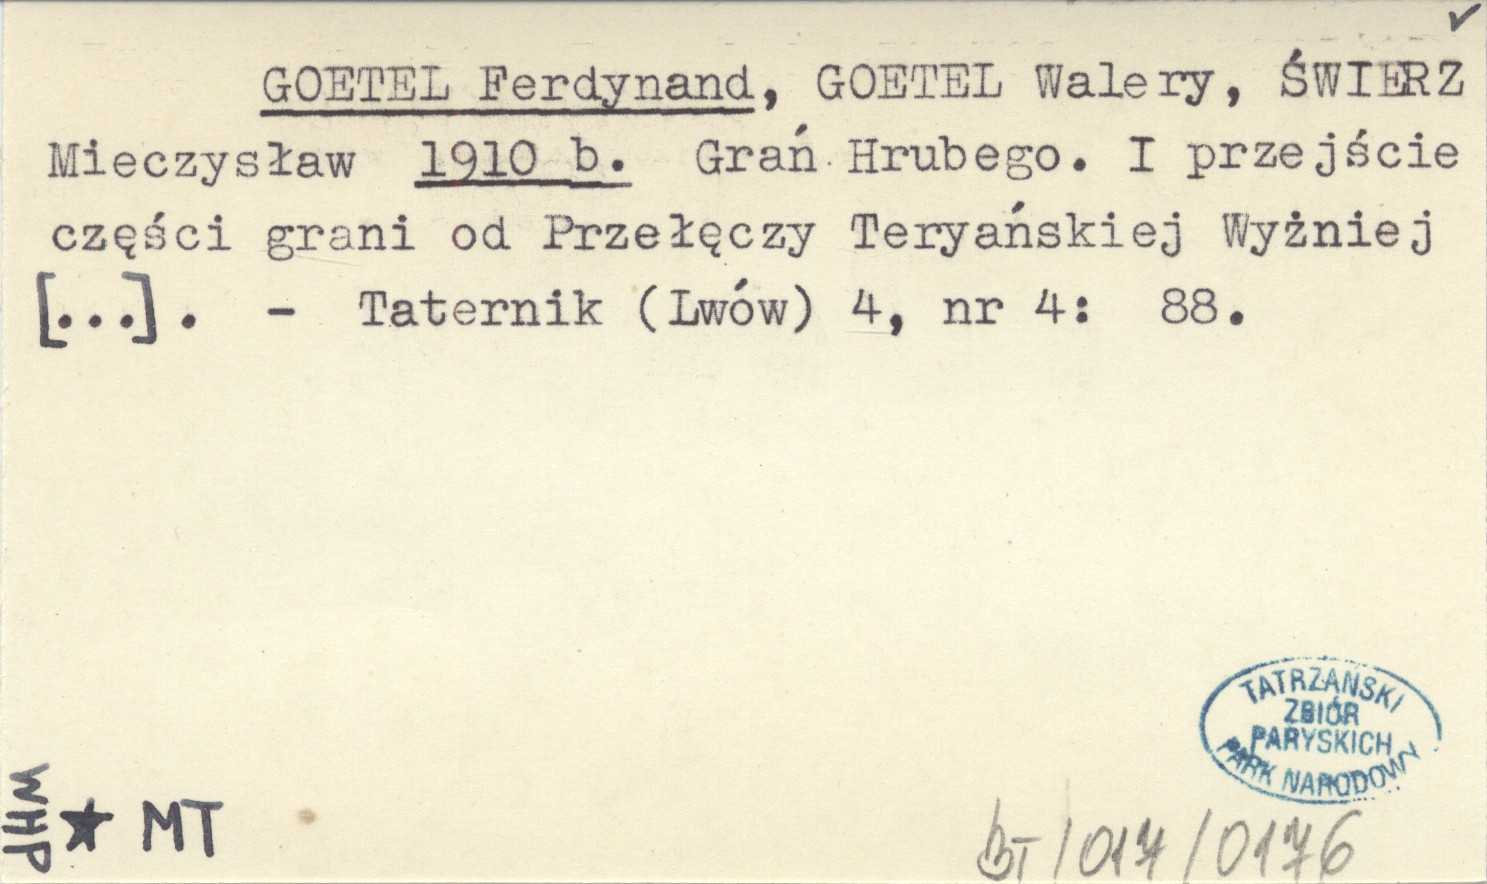 ✓
GOETEL Ferdynand, GOETEL Walery, ŚWIERZ
Mieczysław 1910 b. Grań Hrubego. I przejście
części grani od Przełęczy Teryańskiej Wyżniej
[...]. - Taternik (Lwów) 4, nr 4: 88.
TATRZAŃSKI
ZBIÓR
PARYSKICH
PARK NARODOWY
WHP
★ MT
BT/017/0176